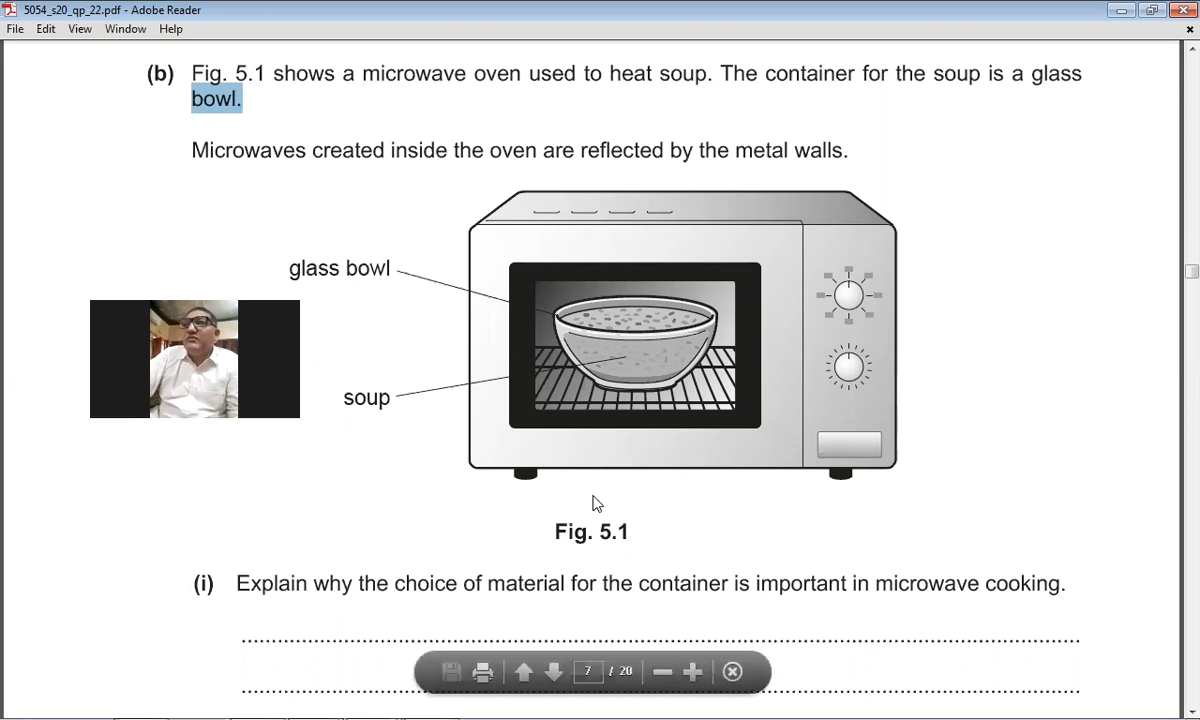 5054_s20_qp_22.pdf - Adobe Reader
File Edit View Window Help
(b) Fig. 5.1 shows a microwave oven used to heat soup. The container for the soup is a glass
bowl.
Microwaves created inside the oven are reflected by the metal walls.
glass bowl
soup
Fig. 5.1
(i) Explain why the choice of material for the container is important in microwave cooking.
7 / 20